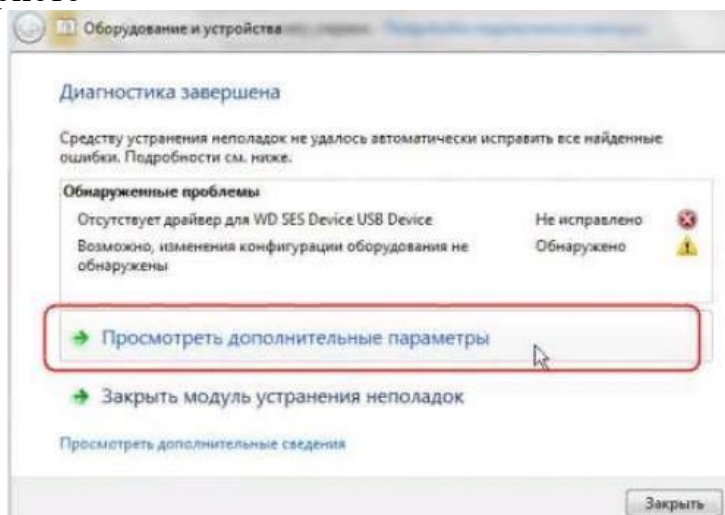 Оборудование и устройства
Диагностика завершена
Средству устранения неполадок не удалось автоматически исправить все найденные
ошибки. Подробности см. ниже.
Обнаруженные проблемы
Отсутствует драйвер для WD SES Device USB Device Не исправлено
Возможно, изменения конфигурации оборудования не Обнаружено
обнаружены
Просмотреть дополнительные параметры
Закрыть модуль устранения неполадок
Просмотреть дополнительные сведения
Закрыть